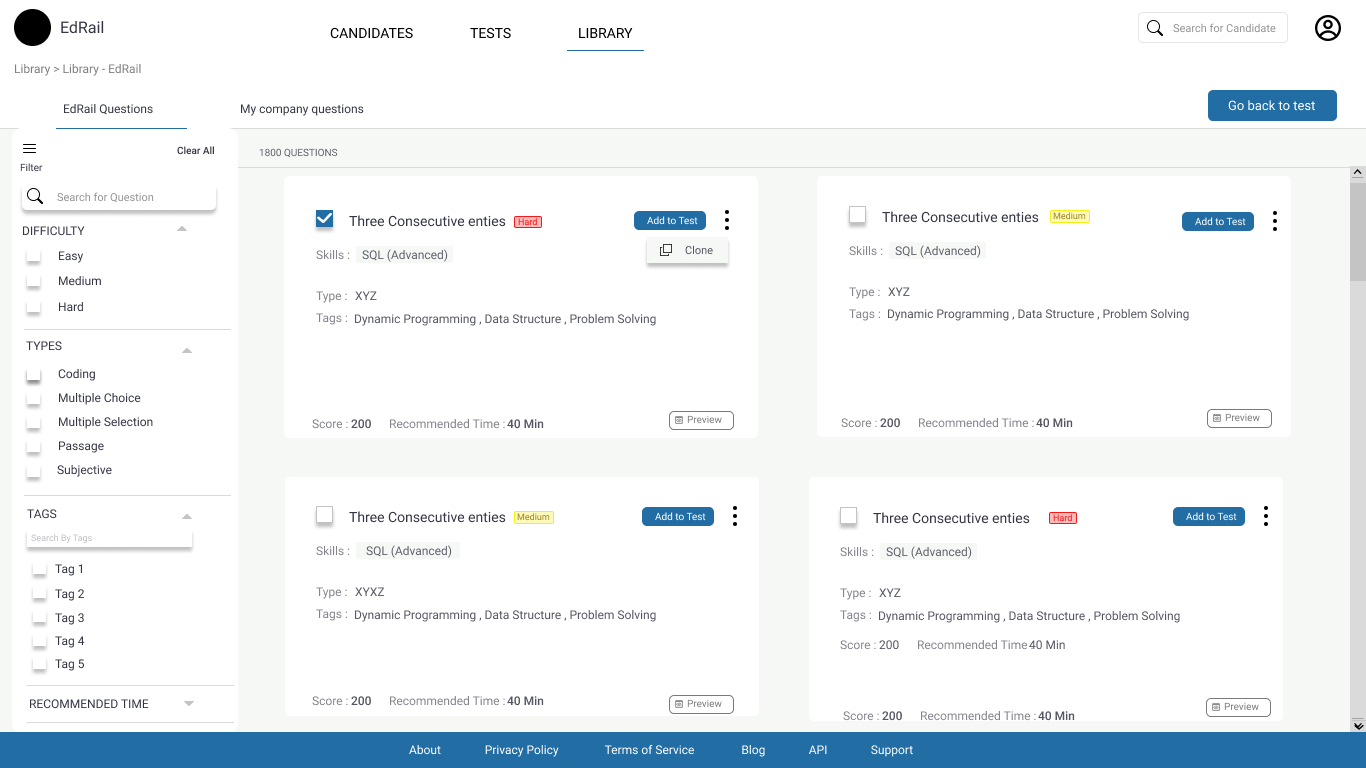 EdRail
CANDIDATES
TESTS
LIBRARY
Search for Candidate
Library > Library - EdRail
EdRail Questions
My company questions
Go back to test
Filter
Clear All
Search for Question
DIFFICULTY
Easy
Medium
Hard
TYPES
Coding
Multiple Choice
Multiple Selection
Passage
Subjective
TAGS
Search By Tags
Tag 1
Tag 2
Tag 3
Tag 4
Tag 5
RECOMMENDED TIME
1800 QUESTIONS
Three Consecutive enties Hard Add to Test
Clone
Skills : SQL (Advanced)
Type : XYZ
Tags : Dynamic Programming , Data Structure , Problem Solving
Score : 200 Recommended Time : 40 Min Preview
Three Consecutive enties Medium Add to Test
Skills : SQL (Advanced)
Type : XYZ
Tags : Dynamic Programming , Data Structure , Problem Solving
Score : 200 Recommended Time : 40 Min Preview
Three Consecutive enties Medium Add to Test
Skills : SQL (Advanced)
Type : XYXZ
Tags : Dynamic Programming , Data Structure , Problem Solving
Score : 200 Recommended Time : 40 Min Preview
Three Consecutive enties Hard Add to Test
Skills : SQL (Advanced)
Type : XYZ
Tags : Dynamic Programming , Data Structure , Problem Solving
Score : 200 Recommended Time 40 Min
Score : 200 Recommended Time : 40 Min Preview
About Privacy Policy Terms of Service Blog API Support